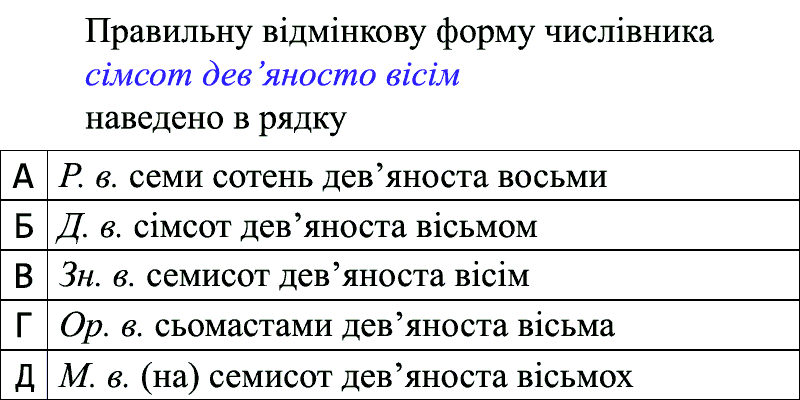 Правильну відмінкову форму числівника
сімсот дев’яносто вісім
наведено в рядку
А Р. в. семи сотень дев’яноста восьми
Б Д. в. сімсот дев’яноста вісьмом
В Зн. в. семисот дев’яноста вісім
Г Ор. в. сьомастами дев’яноста вісьма
Д М. в. (на) семисот дев’яноста вісьмох